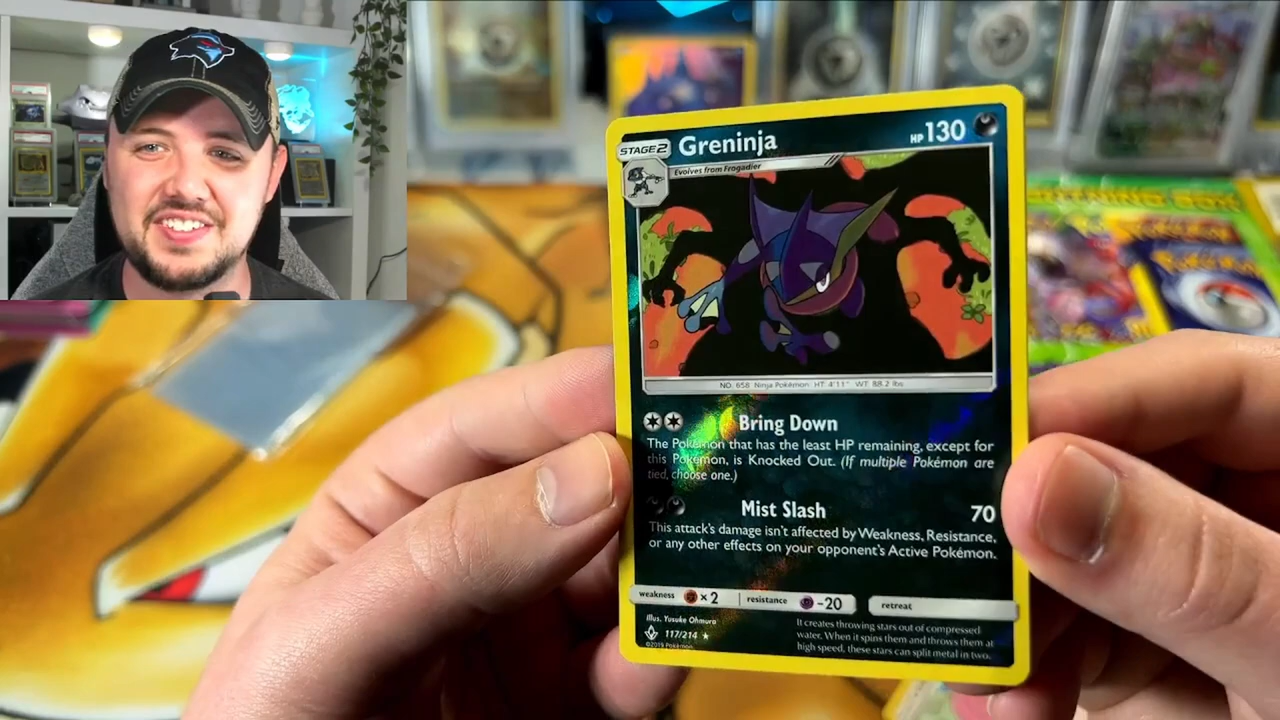 STAGE 2 Greninja HP 130
Evolves from Frogadier
NO. 658 Ninja Pokémon HT: 4'11" WT: 88.2 lbs
Bring Down
The Pokémon that has the least HP remaining, except for
this Pokémon, is Knocked Out. (If multiple Pokémon are
tied, choose one.)
Mist Slash 70
This attack's damage isn't affected by Weakness, Resistance,
or any other effects on your opponent's Active Pokémon.
weakness ×2 resistance -20 retreat
Illus. Yusuke Ohmura
117/214
©2019 Pokémon
It creates throwing stars out of compressed
water. When it spins them and throws them at
high speed, these stars can split metal in two.
Pokémon